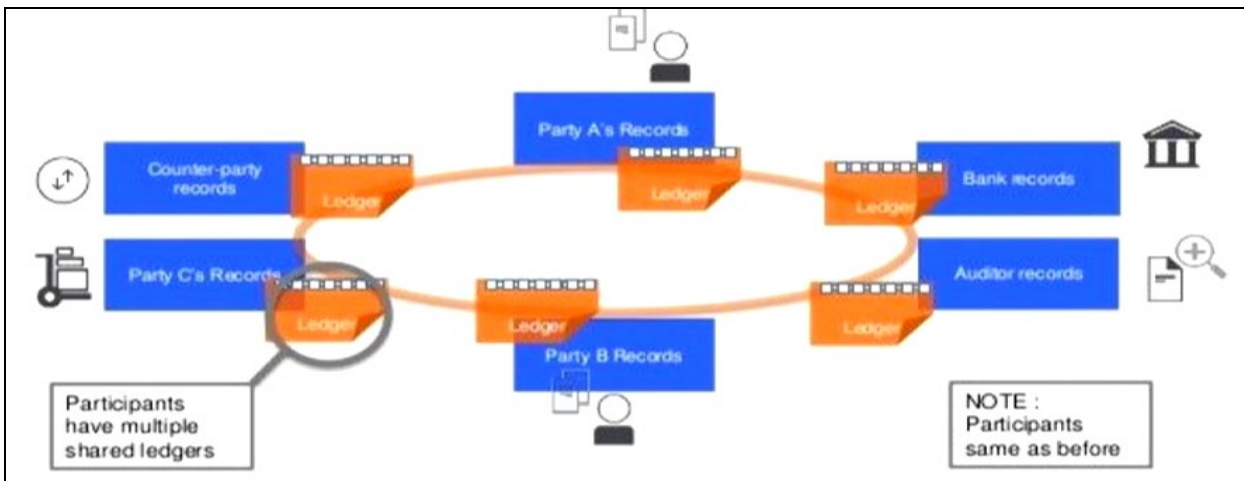 Party A's Records
Counter-party
records
Ledger
Ledger
Bank records
Ledger
Party C's Records
Auditor records
Ledger
Ledger
Ledger
Party B Records
Participants
have multiple
shared ledgers
NOTE :
Participants
same as before